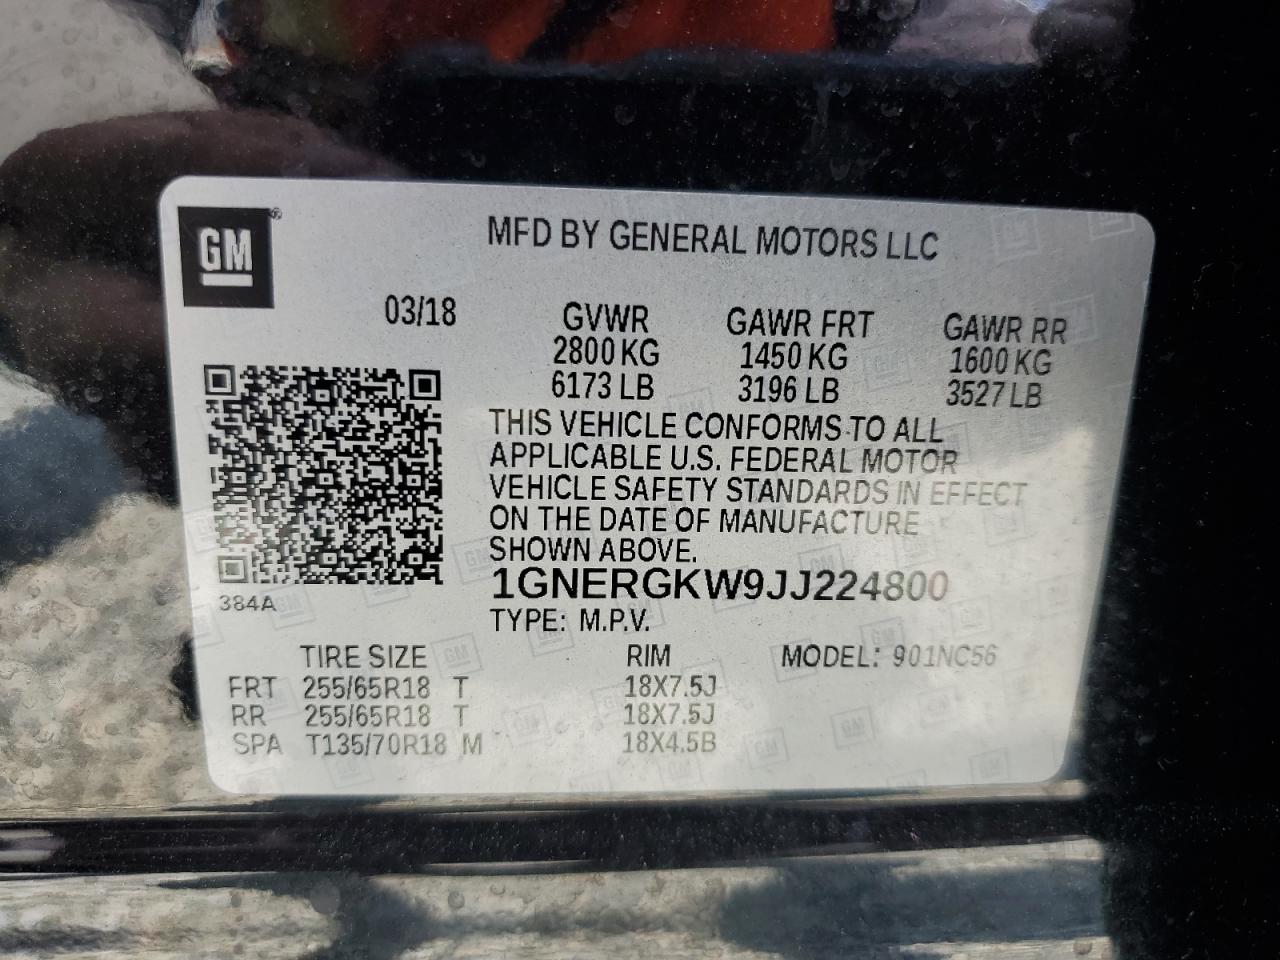 GM®
MFD BY GENERAL MOTORS LLC
03/18
GVWR GAWR FRT GAWR RR
2800 KG 1450 KG 1600 KG
6173 LB 3196 LB 3527 LB
THIS VEHICLE CONFORMS TO ALL
APPLICABLE U.S. FEDERAL MOTOR
VEHICLE SAFETY STANDARDS IN EFFECT
ON THE DATE OF MANUFACTURE
SHOWN ABOVE.
1GNERGKW9JJ224800
384A
TYPE: M.P.V.
TIRE SIZE RIM MODEL: 901NC56
FRT 255/65R18 T 18X7.5J
RR 255/65R18 T 18X7.5J
SPA T135/70R18 M 18X4.5B